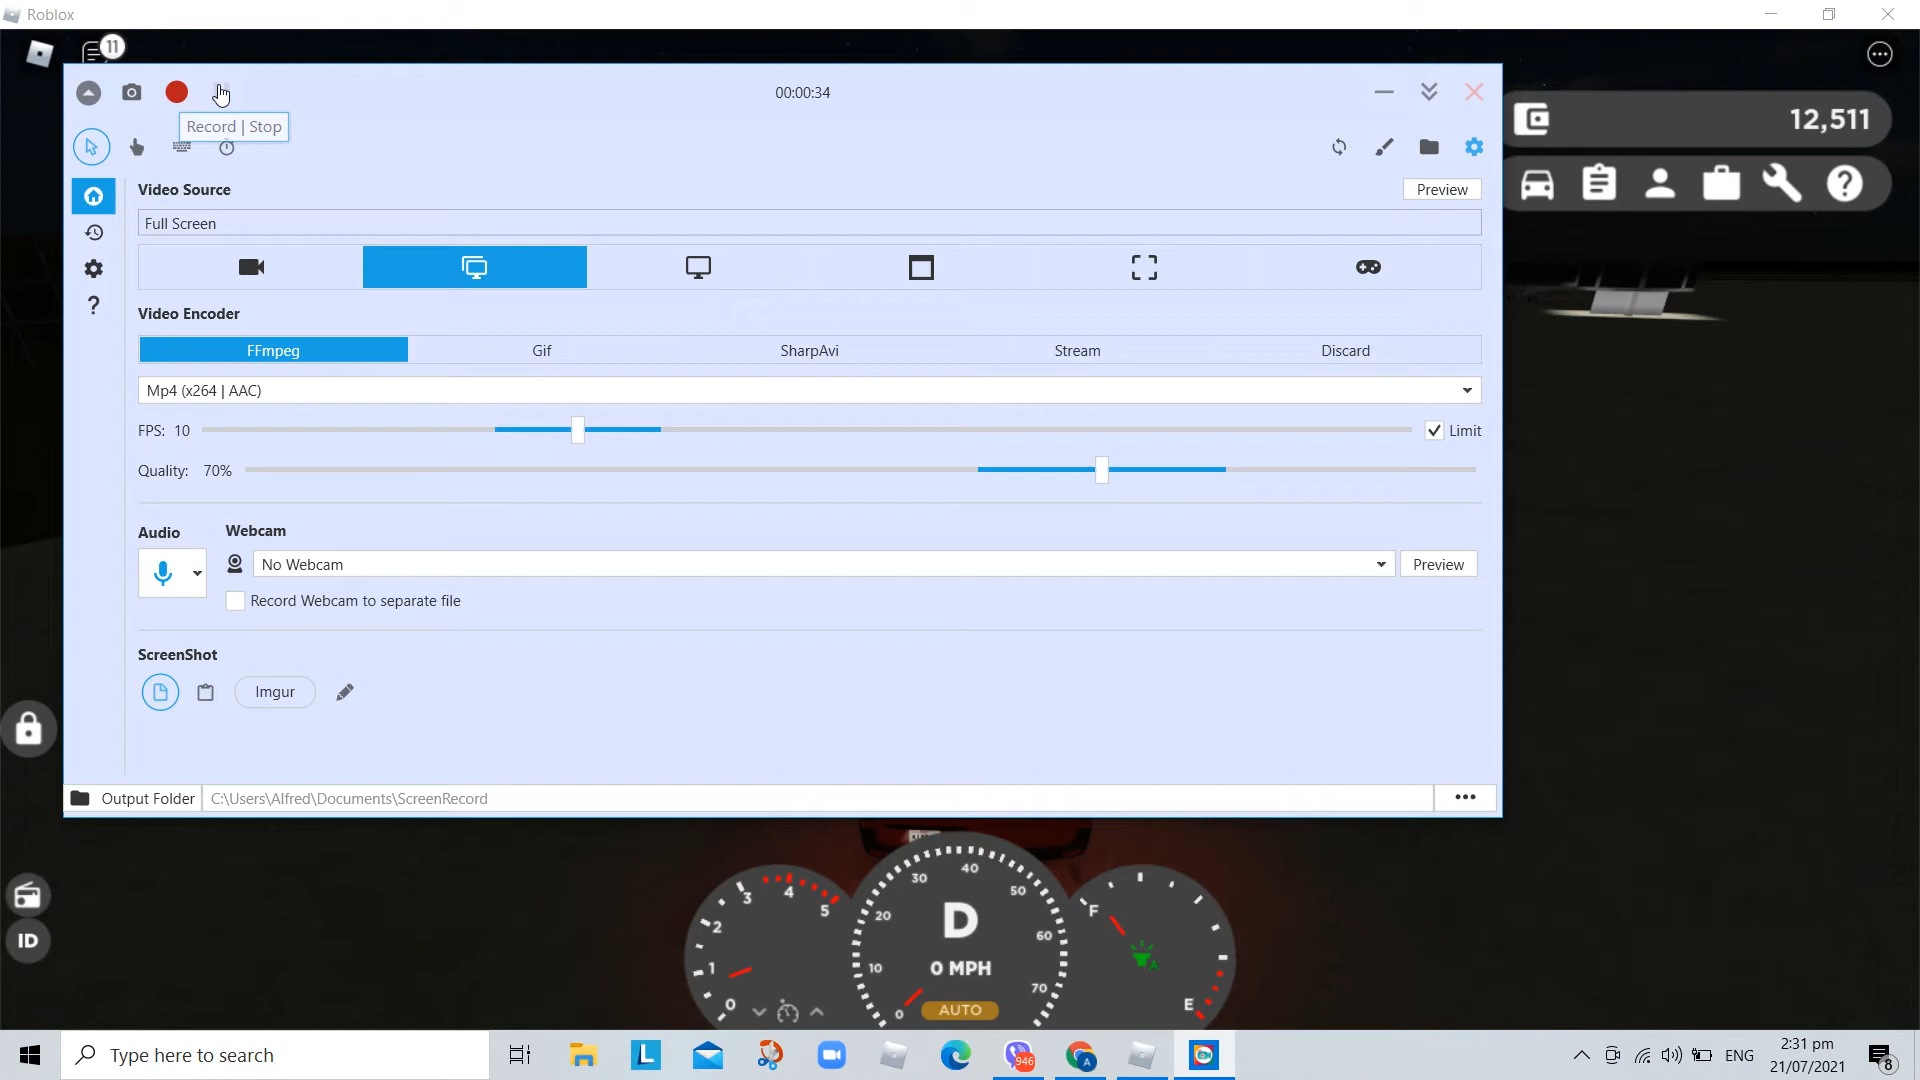 Roblox
11
00:00:34
Record | Stop
12,511
Video Source
Preview
Full Screen
Video Encoder
FFmpeg
Gif
SharpAvi
Stream
Discard
Mp4 (x264 | AAC)
FPS: 10
Limit
Quality: 70%
Audio
Webcam
No Webcam
Preview
Record Webcam to separate file
ScreenShot
Imgur
Output Folder
C:\Users\Alfred\Documents\ScreenRecord
•••
ID
0 1 2 3 4 5
0 10 20 30 40 50 60 70
D
0 MPH
AUTO
F
A
E
Type here to search
L
946
A
ENG
2:31 pm
21/07/2021
8